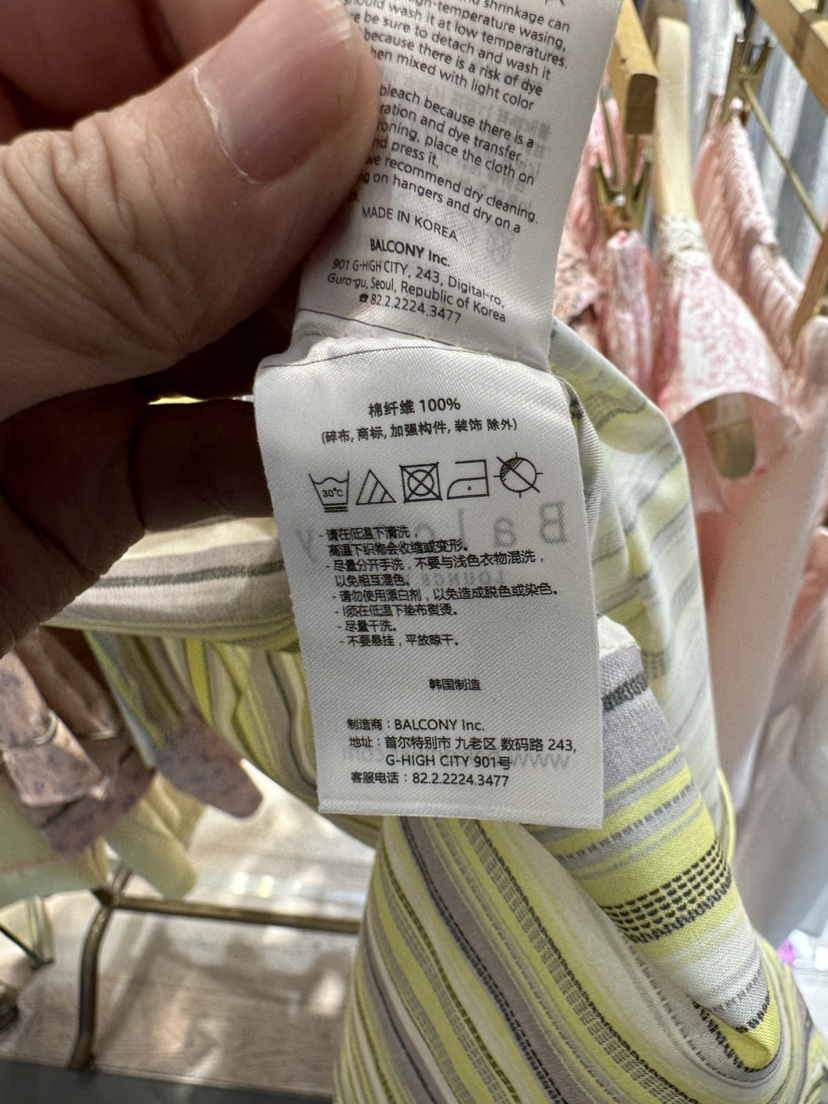 shrinkage can
should wash it at low temperatures.
be sure to detach and wash it
because there is a risk of dye
mixed with light color
bleach because there is a
and dye transfer.
place the cloth on
press it.
we recommend dry cleaning.
on hangers and dry on a
MADE IN KOREA
BALCONY Inc.
901 G-HIGH CITY, 243, Digital-ro,
Guro-gu, Seoul, Republic of Korea
☎82.2.2224.3477
棉纤维 100%
(碎布, 商标, 加强构件, 装饰 除外)
30℃
- 请在低温下清洗,
高温下织物会收缩或变形。
- 尽量分开手洗, 不要与浅色衣物混洗,
以免相互混色。
- 请勿使用漂白剂, 以免造成脱色或染色。
- 须在低温下垫布熨烫。
- 尽量干洗。
- 不要悬挂, 平放晾干。
韩国制造
制造商 : BALCONY Inc.
地址 : 首尔特别市 九老区 数码路 243,
G-HIGH CITY 901号
客服电话 : 82.2.2224.3477